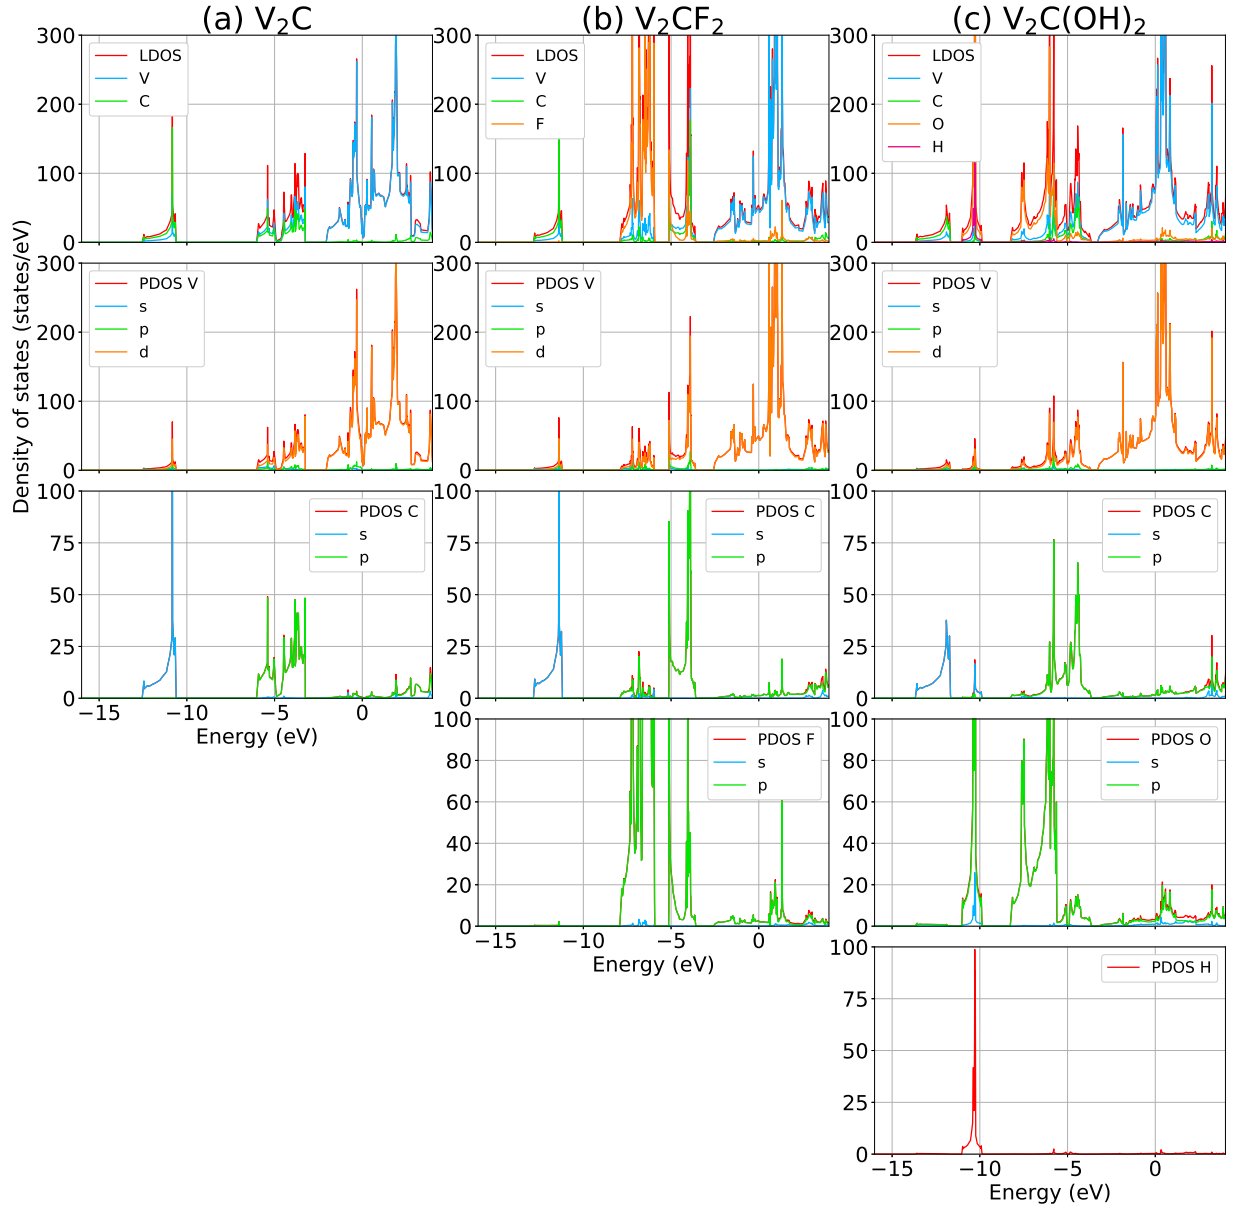 (a) V₂C
(b) V₂CF₂
(c) V₂C(OH)₂
Density of states (states/eV)
300
200
100
0
LDOS
V
C
300
200
100
0
LDOS
V
C
F
300
200
100
0
LDOS
V
C
O
H
300
200
100
0
PDOS V
s
p
d
300
200
100
0
PDOS V
s
p
d
300
200
100
0
PDOS V
s
p
d
100
75
50
25
0
PDOS C
s
p
−15 −10 −5 0
Energy (eV)
100
75
50
25
0
PDOS C
s
p
100
75
50
25
0
PDOS C
s
p
100
80
60
40
20
0
PDOS F
s
p
−15 −10 −5 0
Energy (eV)
100
80
60
40
20
0
PDOS O
s
p
100
75
50
25
0
PDOS H
−15 −10 −5 0
Energy (eV)